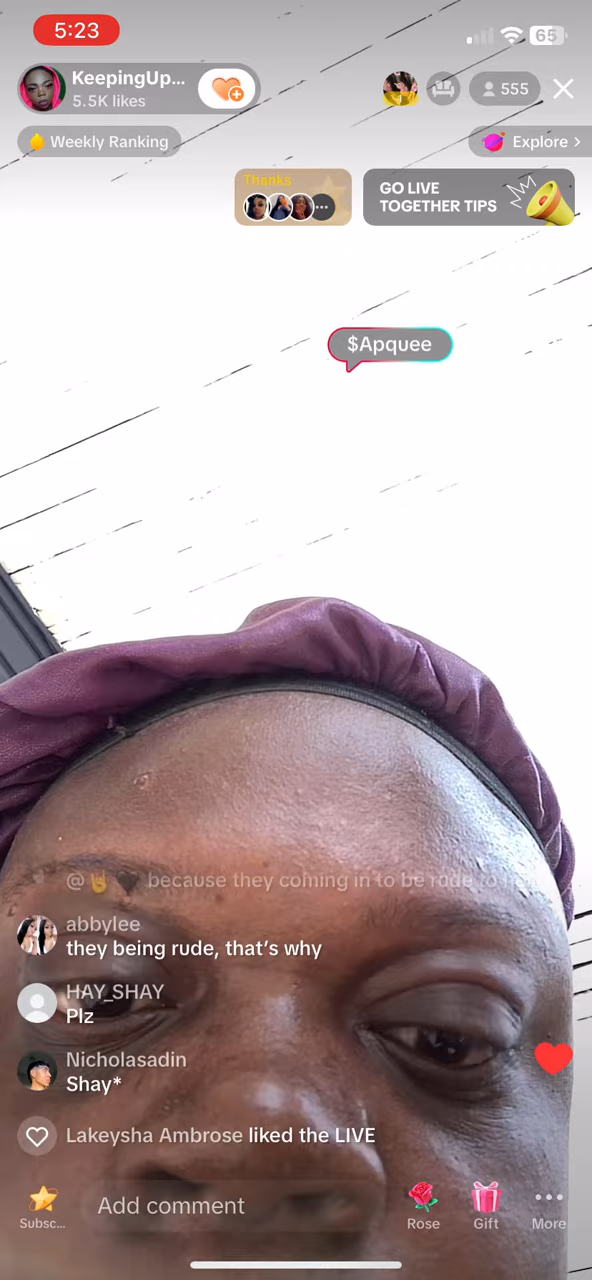 5:23
65
KeepingUp...
5.5K likes
555
Weekly Ranking
Explore >
Thanks
GO LIVE
TOGETHER TIPS
$Apquee
@🤘🖤 because they coming in to be rude to
abbylee
they being rude, that’s why
HAY_SHAY
Plz
Nicholasadin
Shay*
Lakeysha Ambrose liked the LIVE
Subsc...
Add comment
Rose
Gift
More